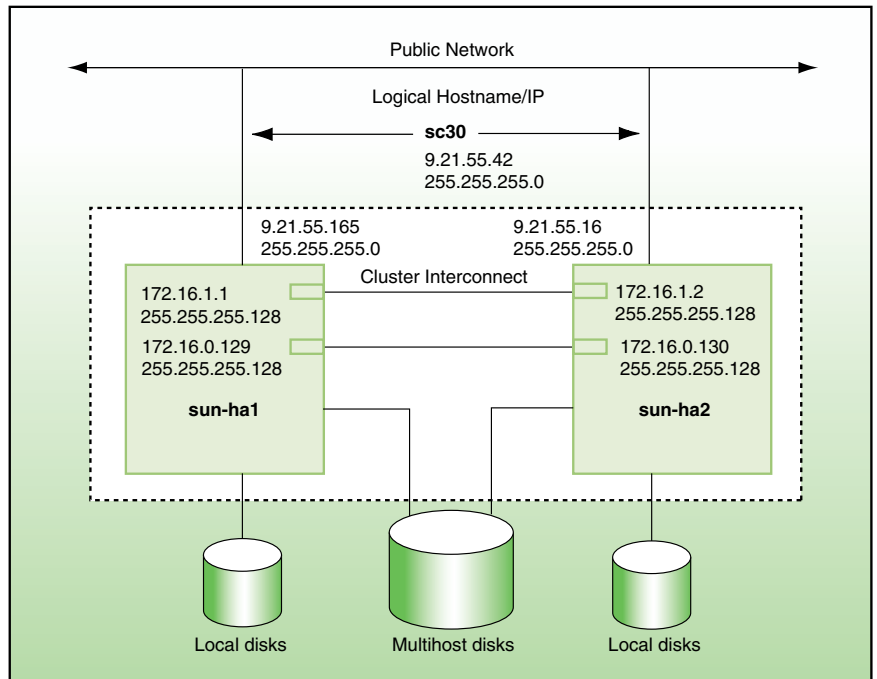 Public Network
Logical Hostname/IP
sc30
9.21.55.42
255.255.255.0
9.21.55.165
255.255.255.0
9.21.55.16
255.255.255.0
Cluster Interconnect
172.16.1.1
255.255.255.128
172.16.0.129
255.255.255.128
sun-ha1
172.16.1.2
255.255.255.128
172.16.0.130
255.255.255.128
sun-ha2
Local disks
Multihost disks
Local disks